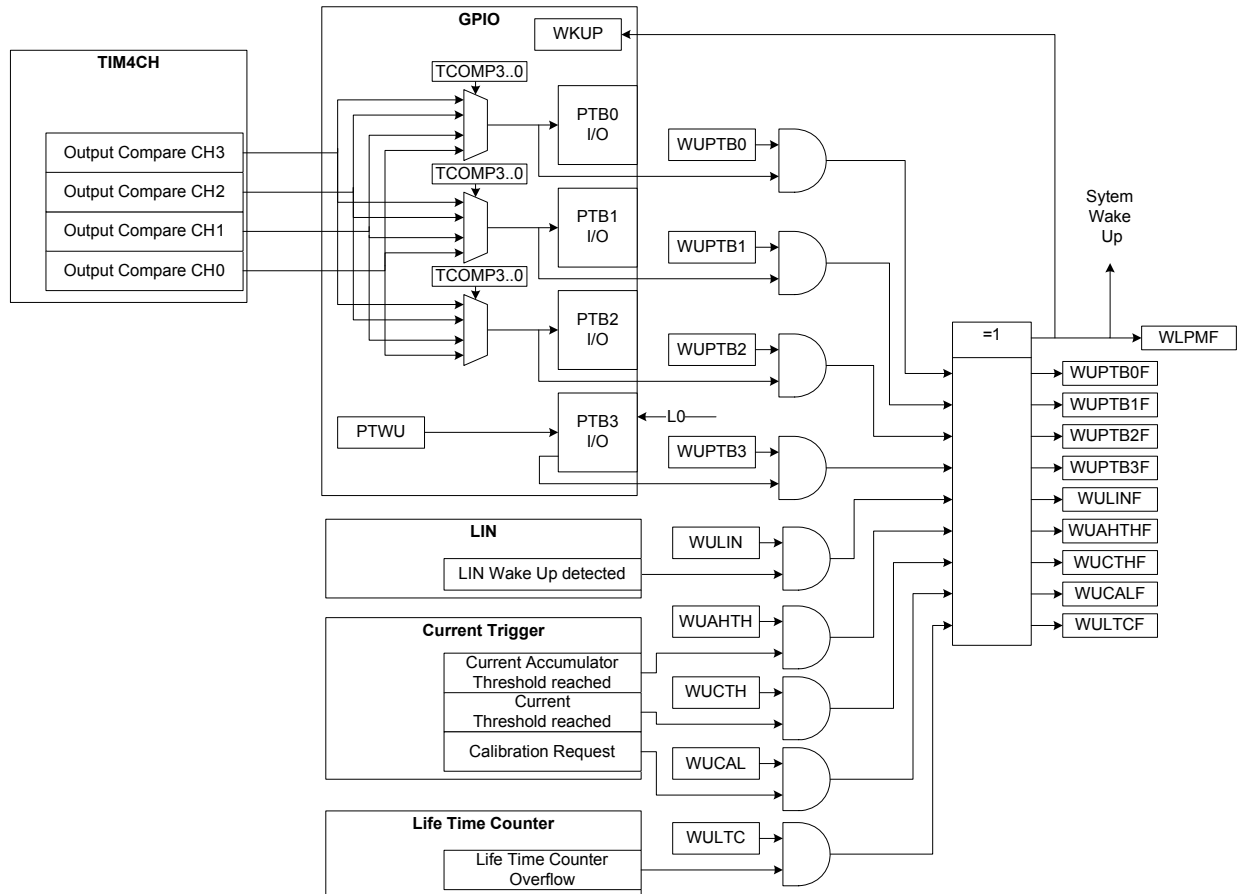 GPIO
WKUP
TIM4CH
TCOMP3..0
PTB0
I/O
Output Compare CH3
Output Compare CH2
Output Compare CH1
Output Compare CH0
TCOMP3..0
PTB1
I/O
TCOMP3..0
PTB2
I/O
PTWU
PTB3
I/O
L0
WUPTB0
WUPTB1
WUPTB2
WUPTB3
Sytem
Wake
Up
=1
WLPMF
WUPTB0F
WUPTB1F
WUPTB2F
WUPTB3F
WULINF
WUAHTHF
WUCTHF
WUCALF
WULTCF
LIN
LIN Wake Up detected
WULIN
Current Trigger
Current Accumulator
Threshold reached
Current
Threshold reached
Calibration Request
WUAHTH
WUCTH
WUCAL
Life Time Counter
Life Time Counter
Overflow
WULTC